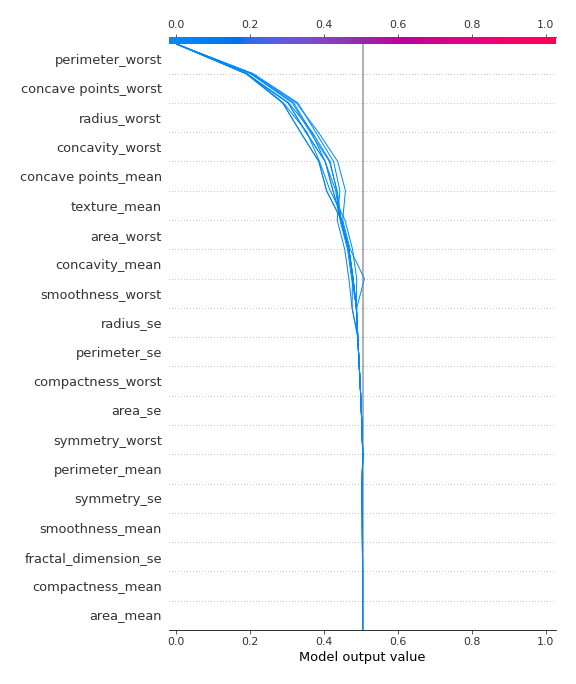 0.0 0.2 0.4 0.6 0.8 1.0
perimeter_worst
concave points_worst
radius_worst
concavity_worst
concave points_mean
texture_mean
area_worst
concavity_mean
smoothness_worst
radius_se
perimeter_se
compactness_worst
area_se
symmetry_worst
perimeter_mean
symmetry_se
smoothness_mean
fractal_dimension_se
compactness_mean
area_mean
0.0 0.2 0.4 0.6 0.8 1.0
Model output value